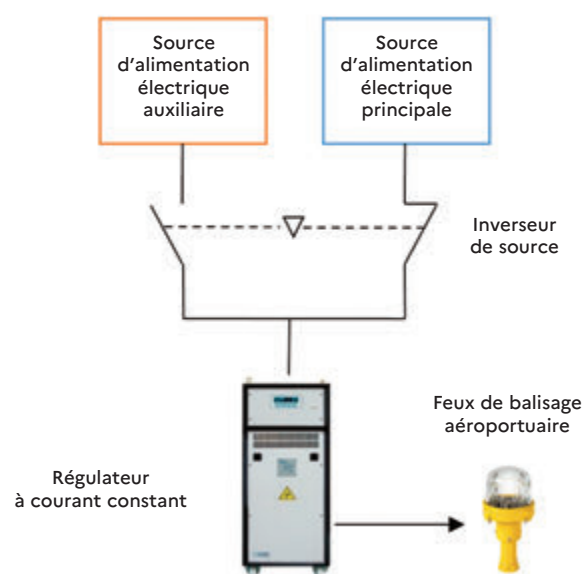 Source
d'alimentation
électrique
auxiliaire
Source
d'alimentation
électrique
principale
Inverseur
de source
Feux de balisage
aéroportuaire
Régulateur
à courant constant